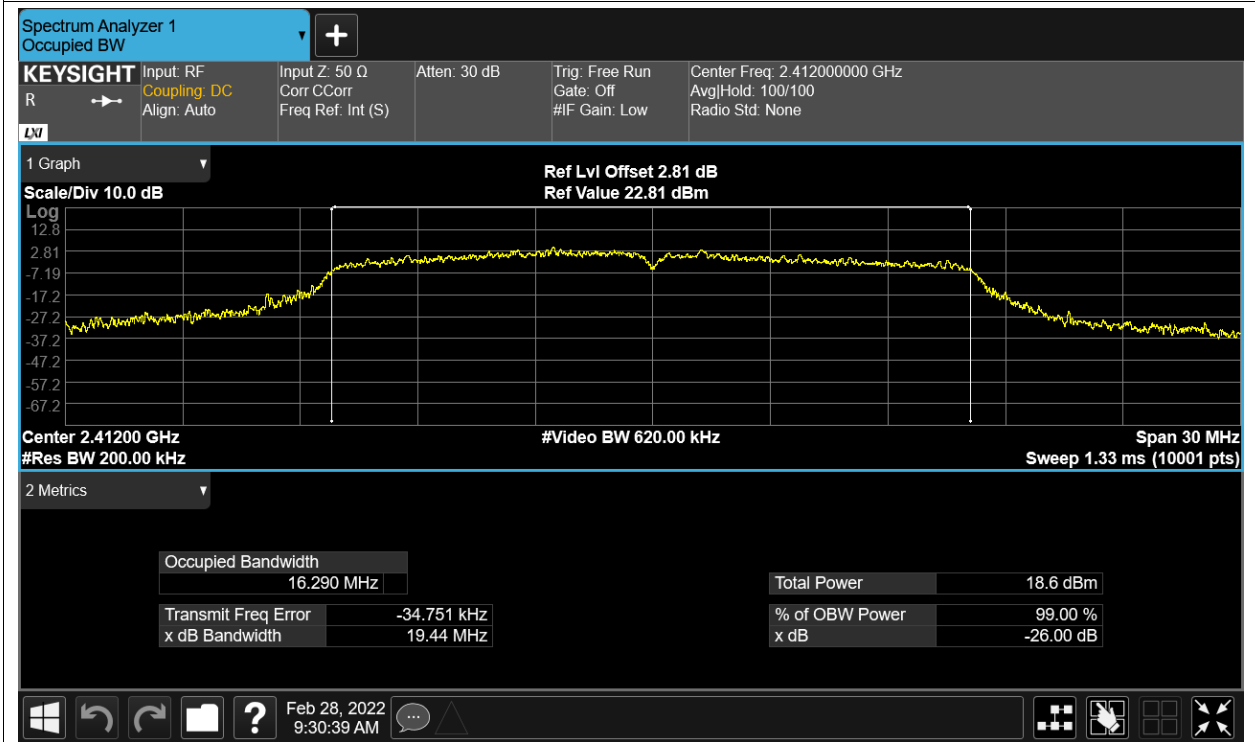 Spectrum Analyzer 1
Occupied BW
KEYSIGHT
R
LXI
Input: RF
Coupling: DC
Align: Auto
Input Z: 50 Ω
Corr CCorr
Freq Ref: Int (S)
Atten: 30 dB
Trig: Free Run
Gate: Off
#IF Gain: Low
Center Freq: 2.412000000 GHz
Avg|Hold: 100/100
Radio Std: None
1 Graph
Scale/Div 10.0 dB
Ref Lvl Offset 2.81 dB
Ref Value 22.81 dBm
Log
12.8
2.81
-7.19
-17.2
-27.2
-37.2
-47.2
-57.2
-67.2
Center 2.41200 GHz
#Res BW 200.00 kHz
#Video BW 620.00 kHz
Span 30 MHz
Sweep 1.33 ms (10001 pts)
2 Metrics
Occupied Bandwidth
16.290 MHz
Transmit Freq Error -34.751 kHz
x dB Bandwidth 19.44 MHz
Total Power 18.6 dBm
% of OBW Power 99.00 %
x dB -26.00 dB
?
Feb 28, 2022
9:30:39 AM